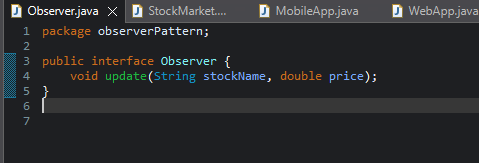 Observer.java
StockMarket....
MobileApp.java
WebApp.java
1 package observerPattern;
2
3 public interface Observer {
4     void update(String stockName, double price);
5 }
6
7